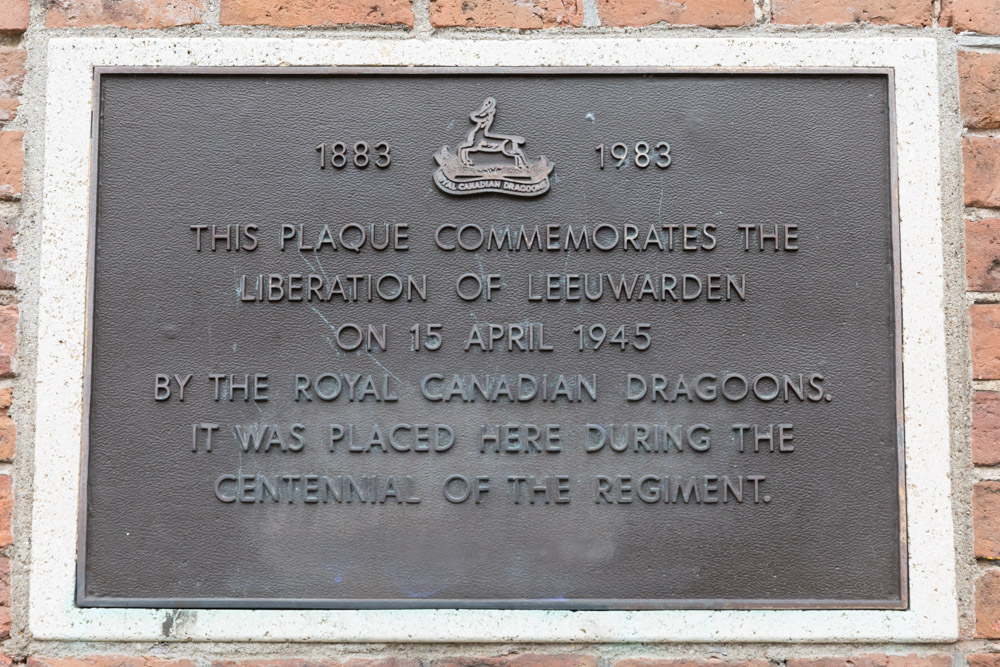 1883 1983
ROYAL CANADIAN DRAGOONS
THIS PLAQUE COMMEMORATES THE
LIBERATION OF LEEUWARDEN
ON 15 APRIL 1945
BY THE ROYAL CANADIAN DRAGOONS.
IT WAS PLACED HERE DURING THE
CENTENNIAL OF THE REGIMENT.